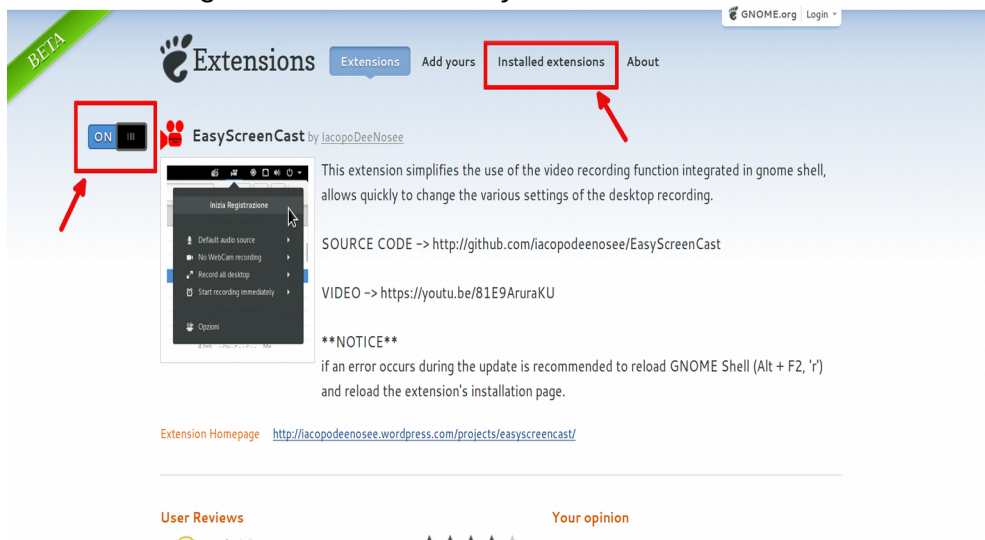 GNOME.org Login
BETA
Extensions Extensions Add yours Installed extensions About
ON EasyScreenCast by IacopoDeeNosee
This extension simplifies the use of the video recording function integrated in gnome shell,
allows quickly to change the various settings of the desktop recording.
Inizia Registrazione
Default audio source
No WebCam recording
Record all desktop
Start recording immediately
Opzioni
SOURCE CODE -> http://github.com/iacopodeenosee/EasyScreenCast
VIDEO -> https://youtu.be/81E9AruraKU
**NOTICE**
if an error occurs during the update is recommended to reload GNOME Shell (Alt + F2, 'r')
and reload the extension's installation page.
Extension Homepage http://iacopodeenosee.wordpress.com/projects/easyscreencast/
User Reviews Your opinion